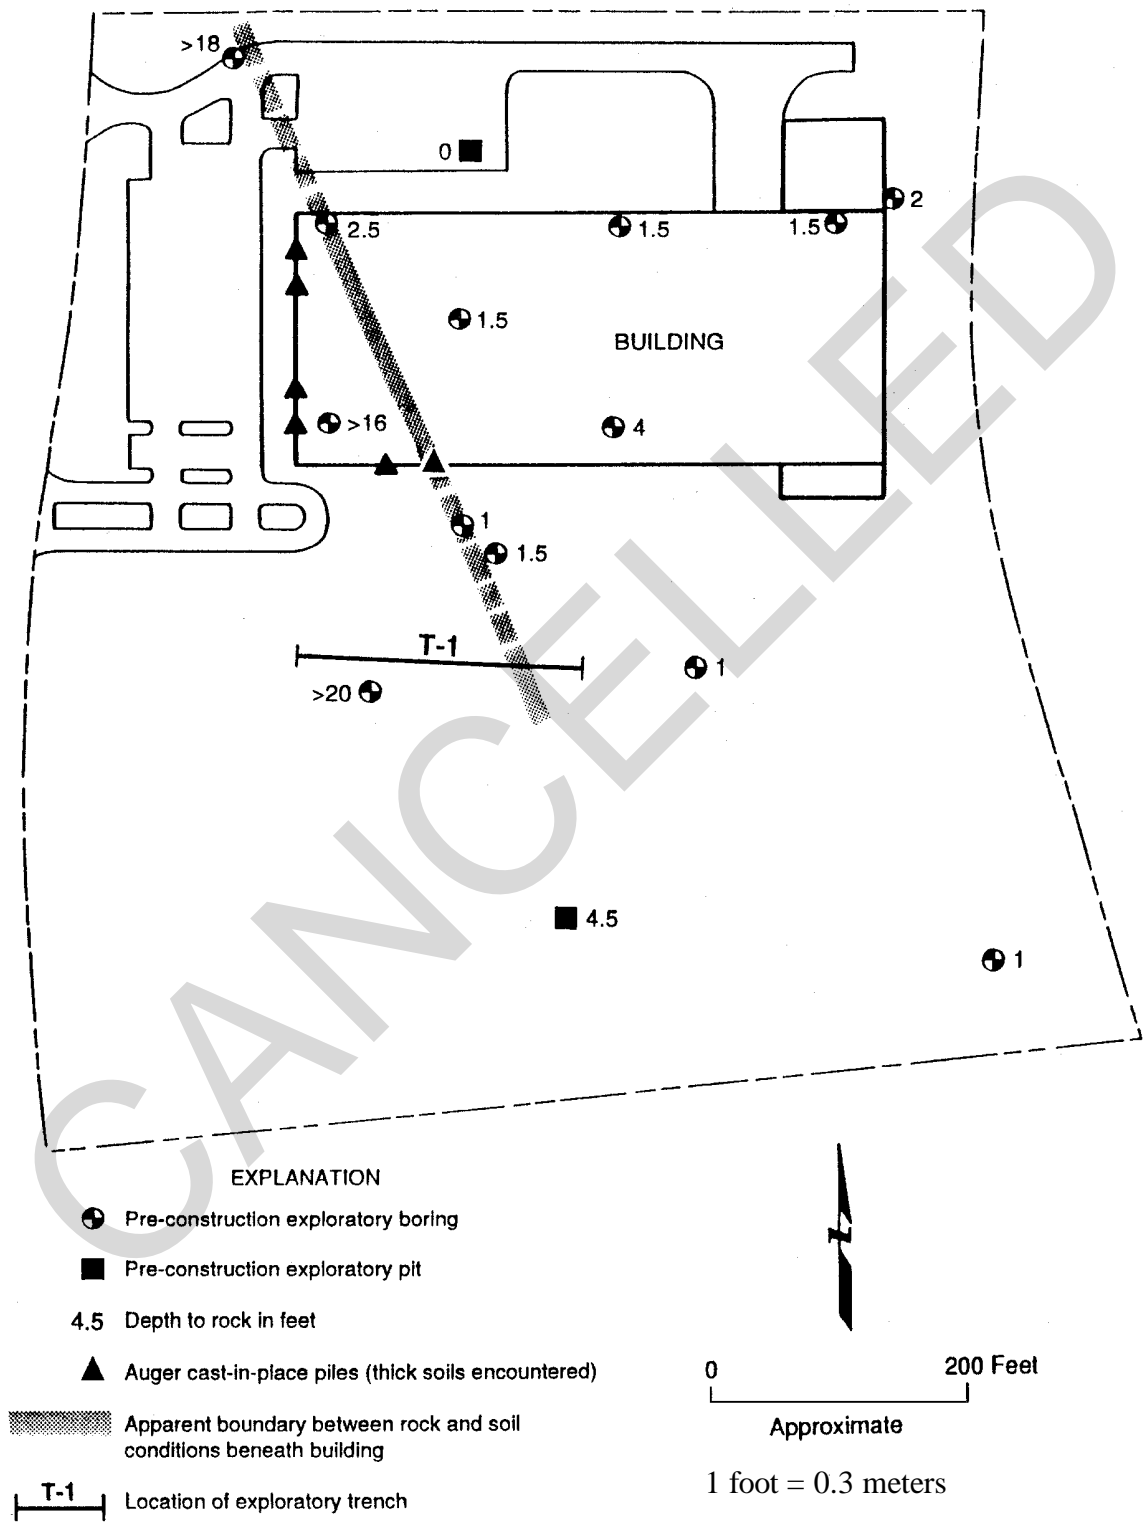 >18
0
2
2.5
1.5
1.5
1.5
BUILDING
>16
4
1
1.5
T-1
1
>20
4.5
1
CANCELLED
EXPLANATION
Pre-construction exploratory boring
Pre-construction exploratory pit
4.5 Depth to rock in feet
Auger cast-in-place piles (thick soils encountered)
Apparent boundary between rock and soil
conditions beneath building
T-1
Location of exploratory trench
0 200 Feet
Approximate
1 foot = 0.3 meters